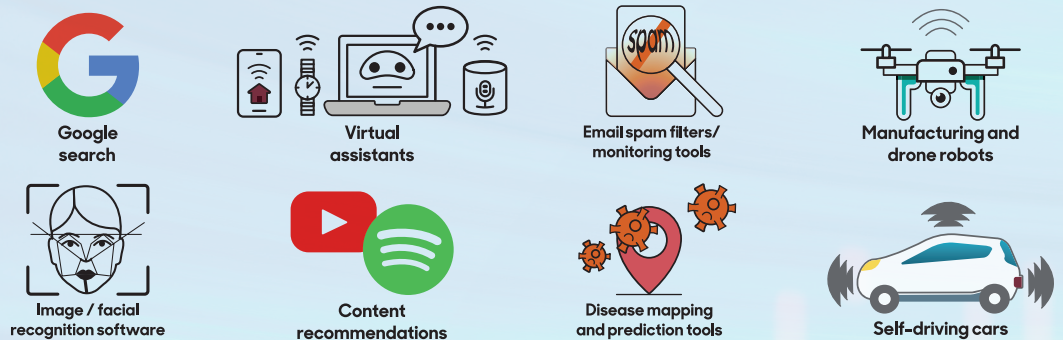 Google
search
Virtual
assistants
spam
Email spam filters/
monitoring tools
Manufacturing and
drone robots
Image / facial
recognition software
Content
recommendations
Disease mapping
and prediction tools
Self-driving cars